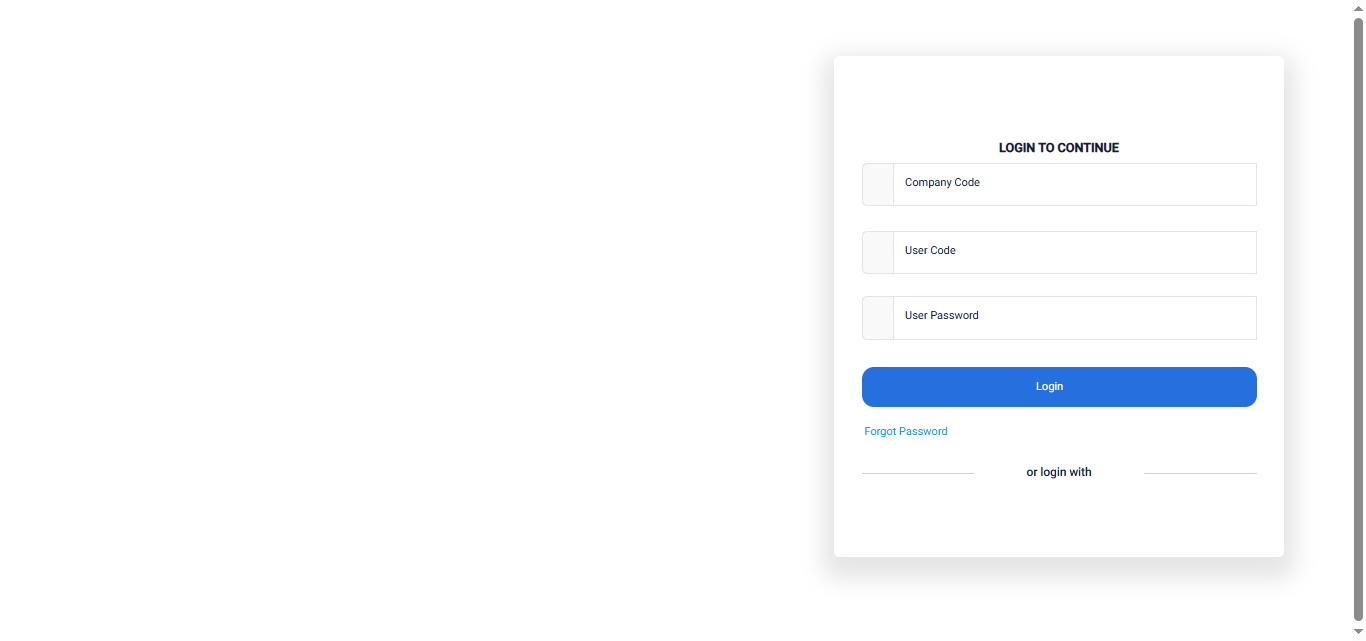 LOGIN TO CONTINUE
Company Code
User Code
User Password
Login
Forgot Password
or login with